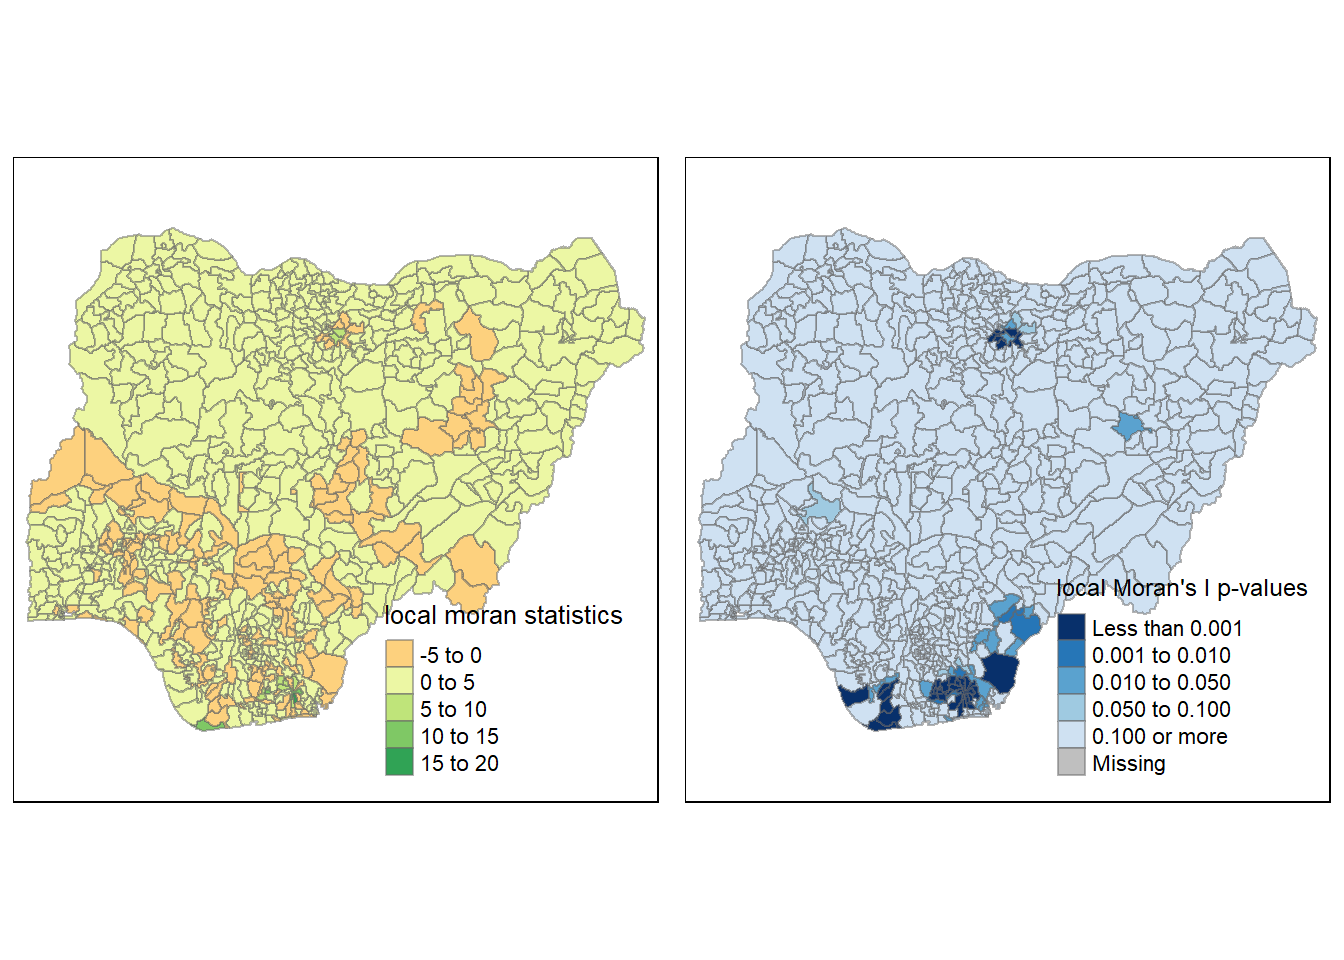 local moran statistics
-5 to 0
0 to 5
5 to 10
10 to 15
15 to 20
local Moran's I p-values
Less than 0.001
0.001 to 0.010
0.010 to 0.050
0.050 to 0.100
0.100 or more
Missing